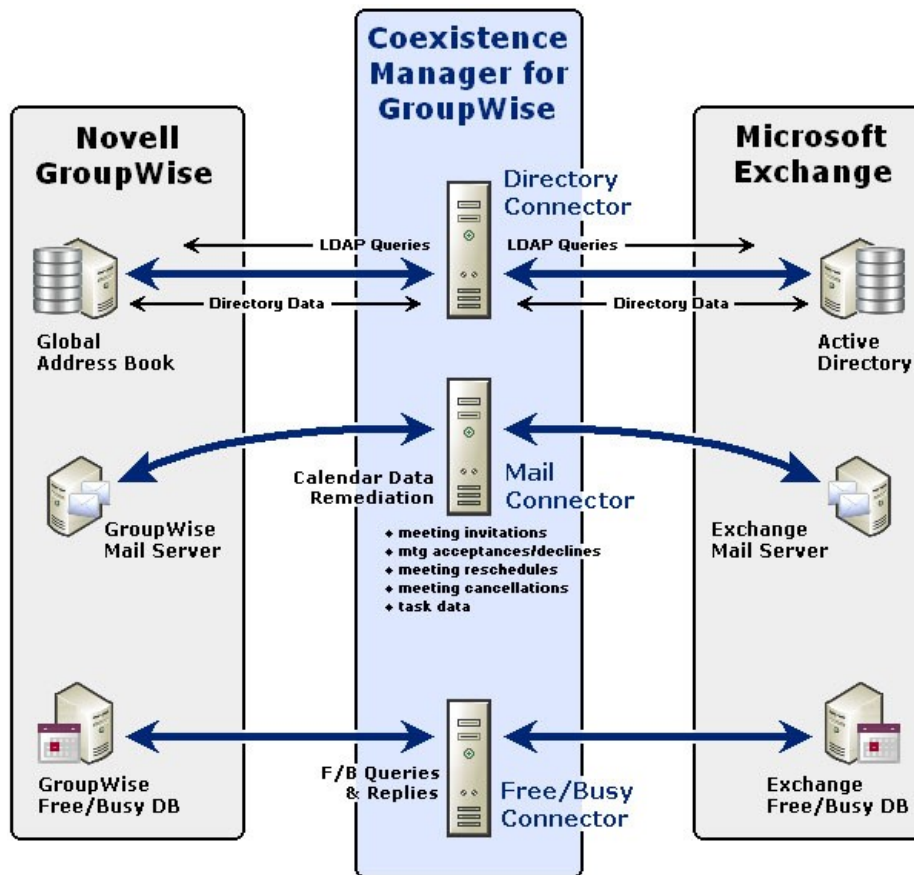 Coexistence
Manager for
GroupWise
Novell
GroupWise
Microsoft
Exchange
Directory
Connector
LDAP Queries
LDAP Queries
Directory Data
Directory Data
Global
Address Book
Active
Directory
Calendar Data
Remediation
Mail
Connector
GroupWise
Mail Server
Exchange
Mail Server
◆ meeting invitations
◆ mtg acceptances/declines
◆ meeting reschedules
◆ meeting cancellations
◆ task data
GroupWise
Free/Busy DB
F/B Queries
& Replies
Free/Busy
Connector
Exchange
Free/Busy DB